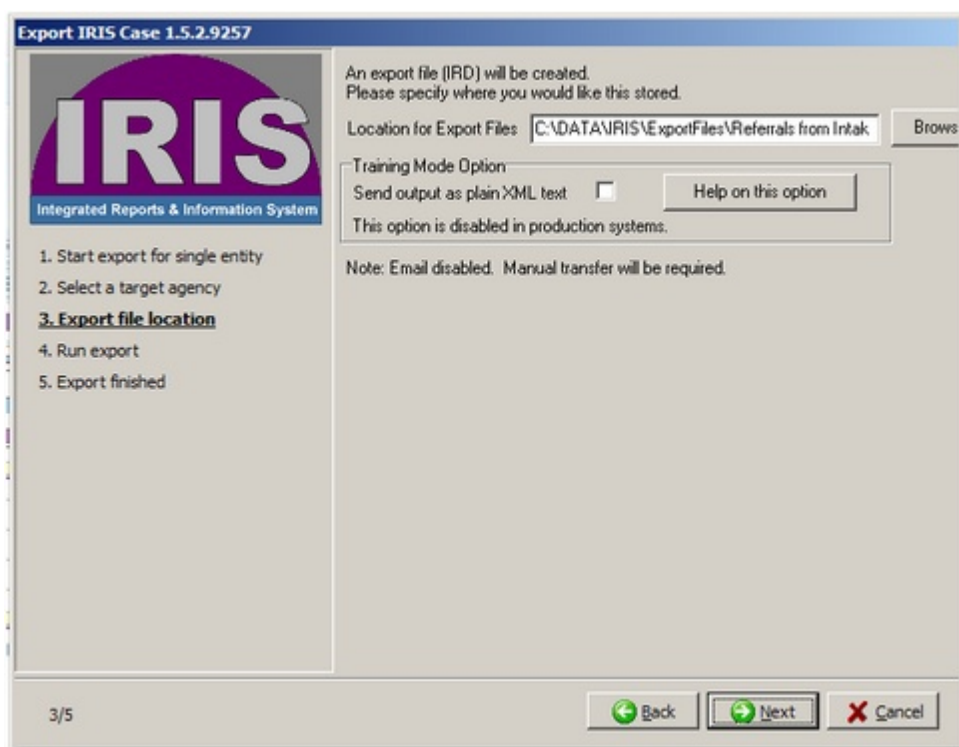 Export IRIS Case 1.5.2.9257
IRIS
Integrated Reports & Information System
1. Start export for single entity
2. Select a target agency
3. Export file location
4. Run export
5. Export finished
An export file (IRD) will be created.
Please specify where you would like this stored.
Location for Export Files C:\DATA\IRIS\ExportFiles\Referrals from Intak Brows
Training Mode Option
Send output as plain XML text Help on this option
This option is disabled in production systems.
Note: Email disabled. Manual transfer will be required.
3/5 Back Next Cancel